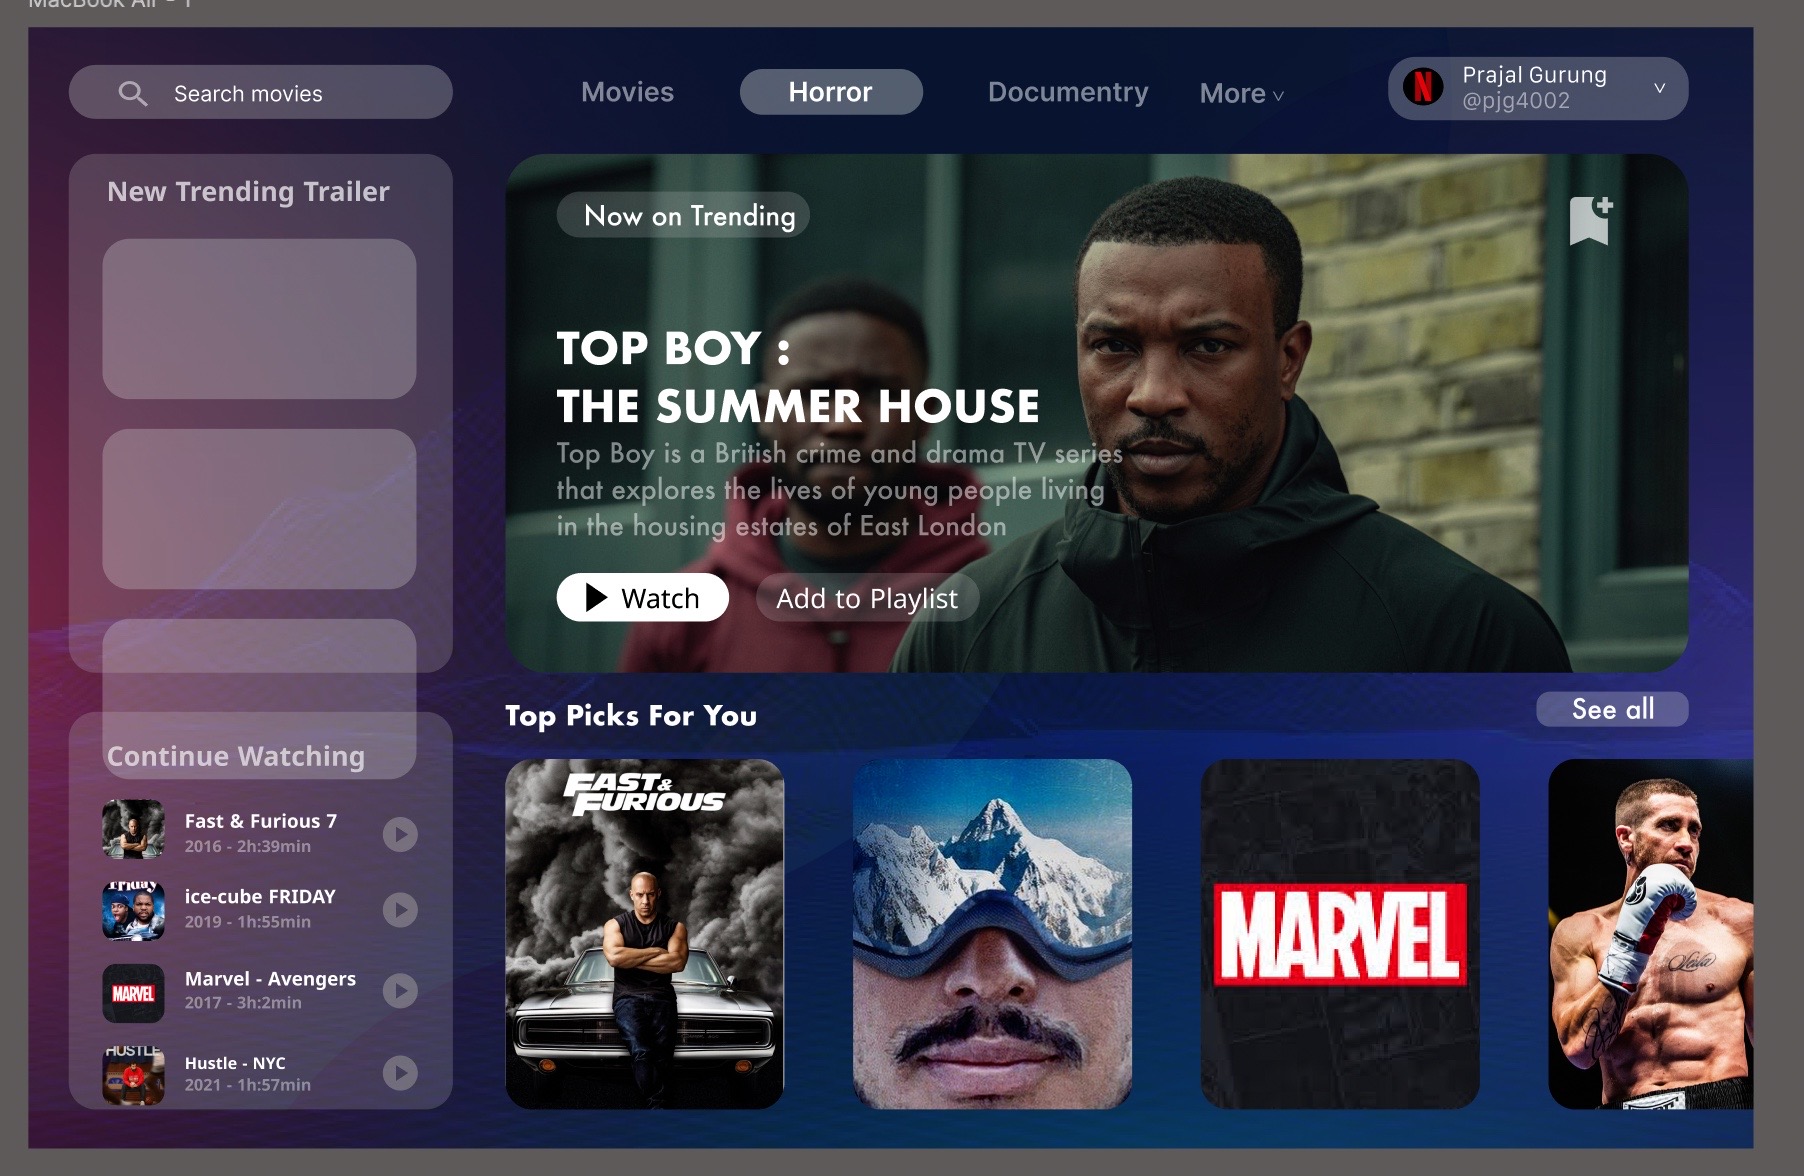 MacBook Air - 1
Search movies
Movies
Horror
Documentry
More
Prajal Gurung
@pjg4002
New Trending Trailer
Now on Trending
TOP BOY :
THE SUMMER HOUSE
Top Boy is a British crime and drama TV series
that explores the lives of young people living
in the housing estates of East London
Watch
Add to Playlist
Top Picks For You
See all
FAST &
FURIOUS
MARVEL
Continue Watching
Fast & Furious 7
2016 - 2h:39min
Friday
ice-cube FRIDAY
2019 - 1h:55min
MARVEL
Marvel - Avengers
2017 - 3h:2min
HUSTLE
Hustle - NYC
2021 - 1h:57min